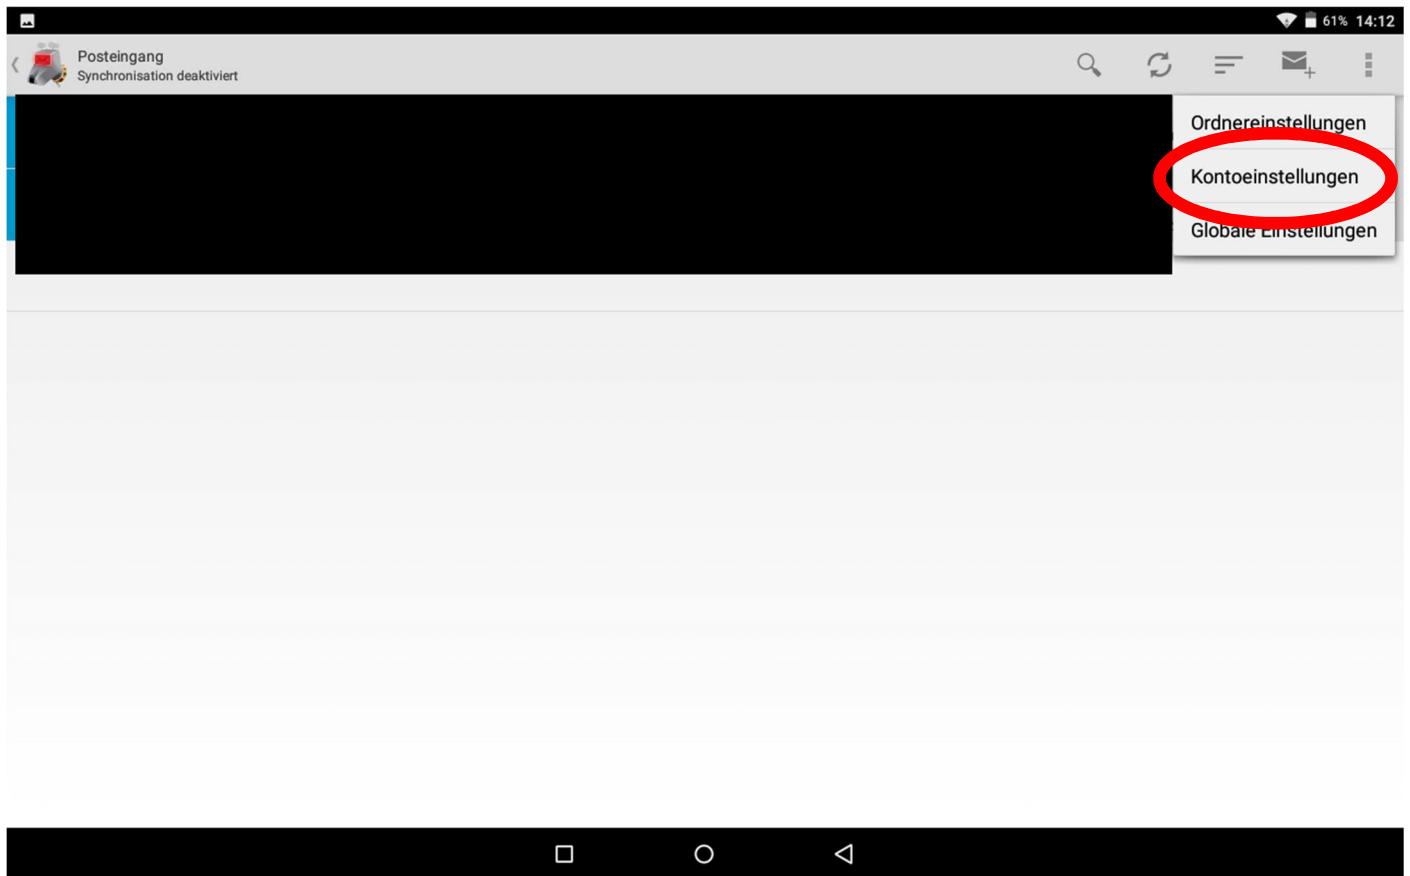 61% 14:12
Posteingang
Synchronisation deaktiviert
Ordnereinstellungen
Kontoeinstellungen
Globale Einstellungen